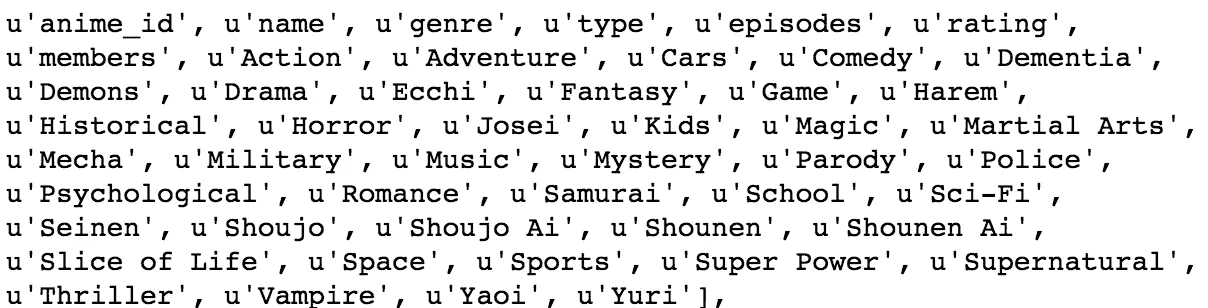 u'anime_id', u'name', u'genre', u'type', u'episodes', u'rating',
u'members', u'Action', u'Adventure', u'Cars', u'Comedy', u'Dementia',
u'Demons', u'Drama', u'Ecchi', u'Fantasy', u'Game', u'Harem',
u'Historical', u'Horror', u'Josei', u'Kids', u'Magic', u'Martial Arts',
u'Mecha', u'Military', u'Music', u'Mystery', u'Parody', u'Police',
u'Psychological', u'Romance', u'Samurai', u'School', u'Sci-Fi',
u'Seinen', u'Shoujo', u'Shoujo Ai', u'Shounen', u'Shounen Ai',
u'Slice of Life', u'Space', u'Sports', u'Super Power', u'Supernatural',
u'Thriller', u'Vampire', u'Yaoi', u'Yuri'],